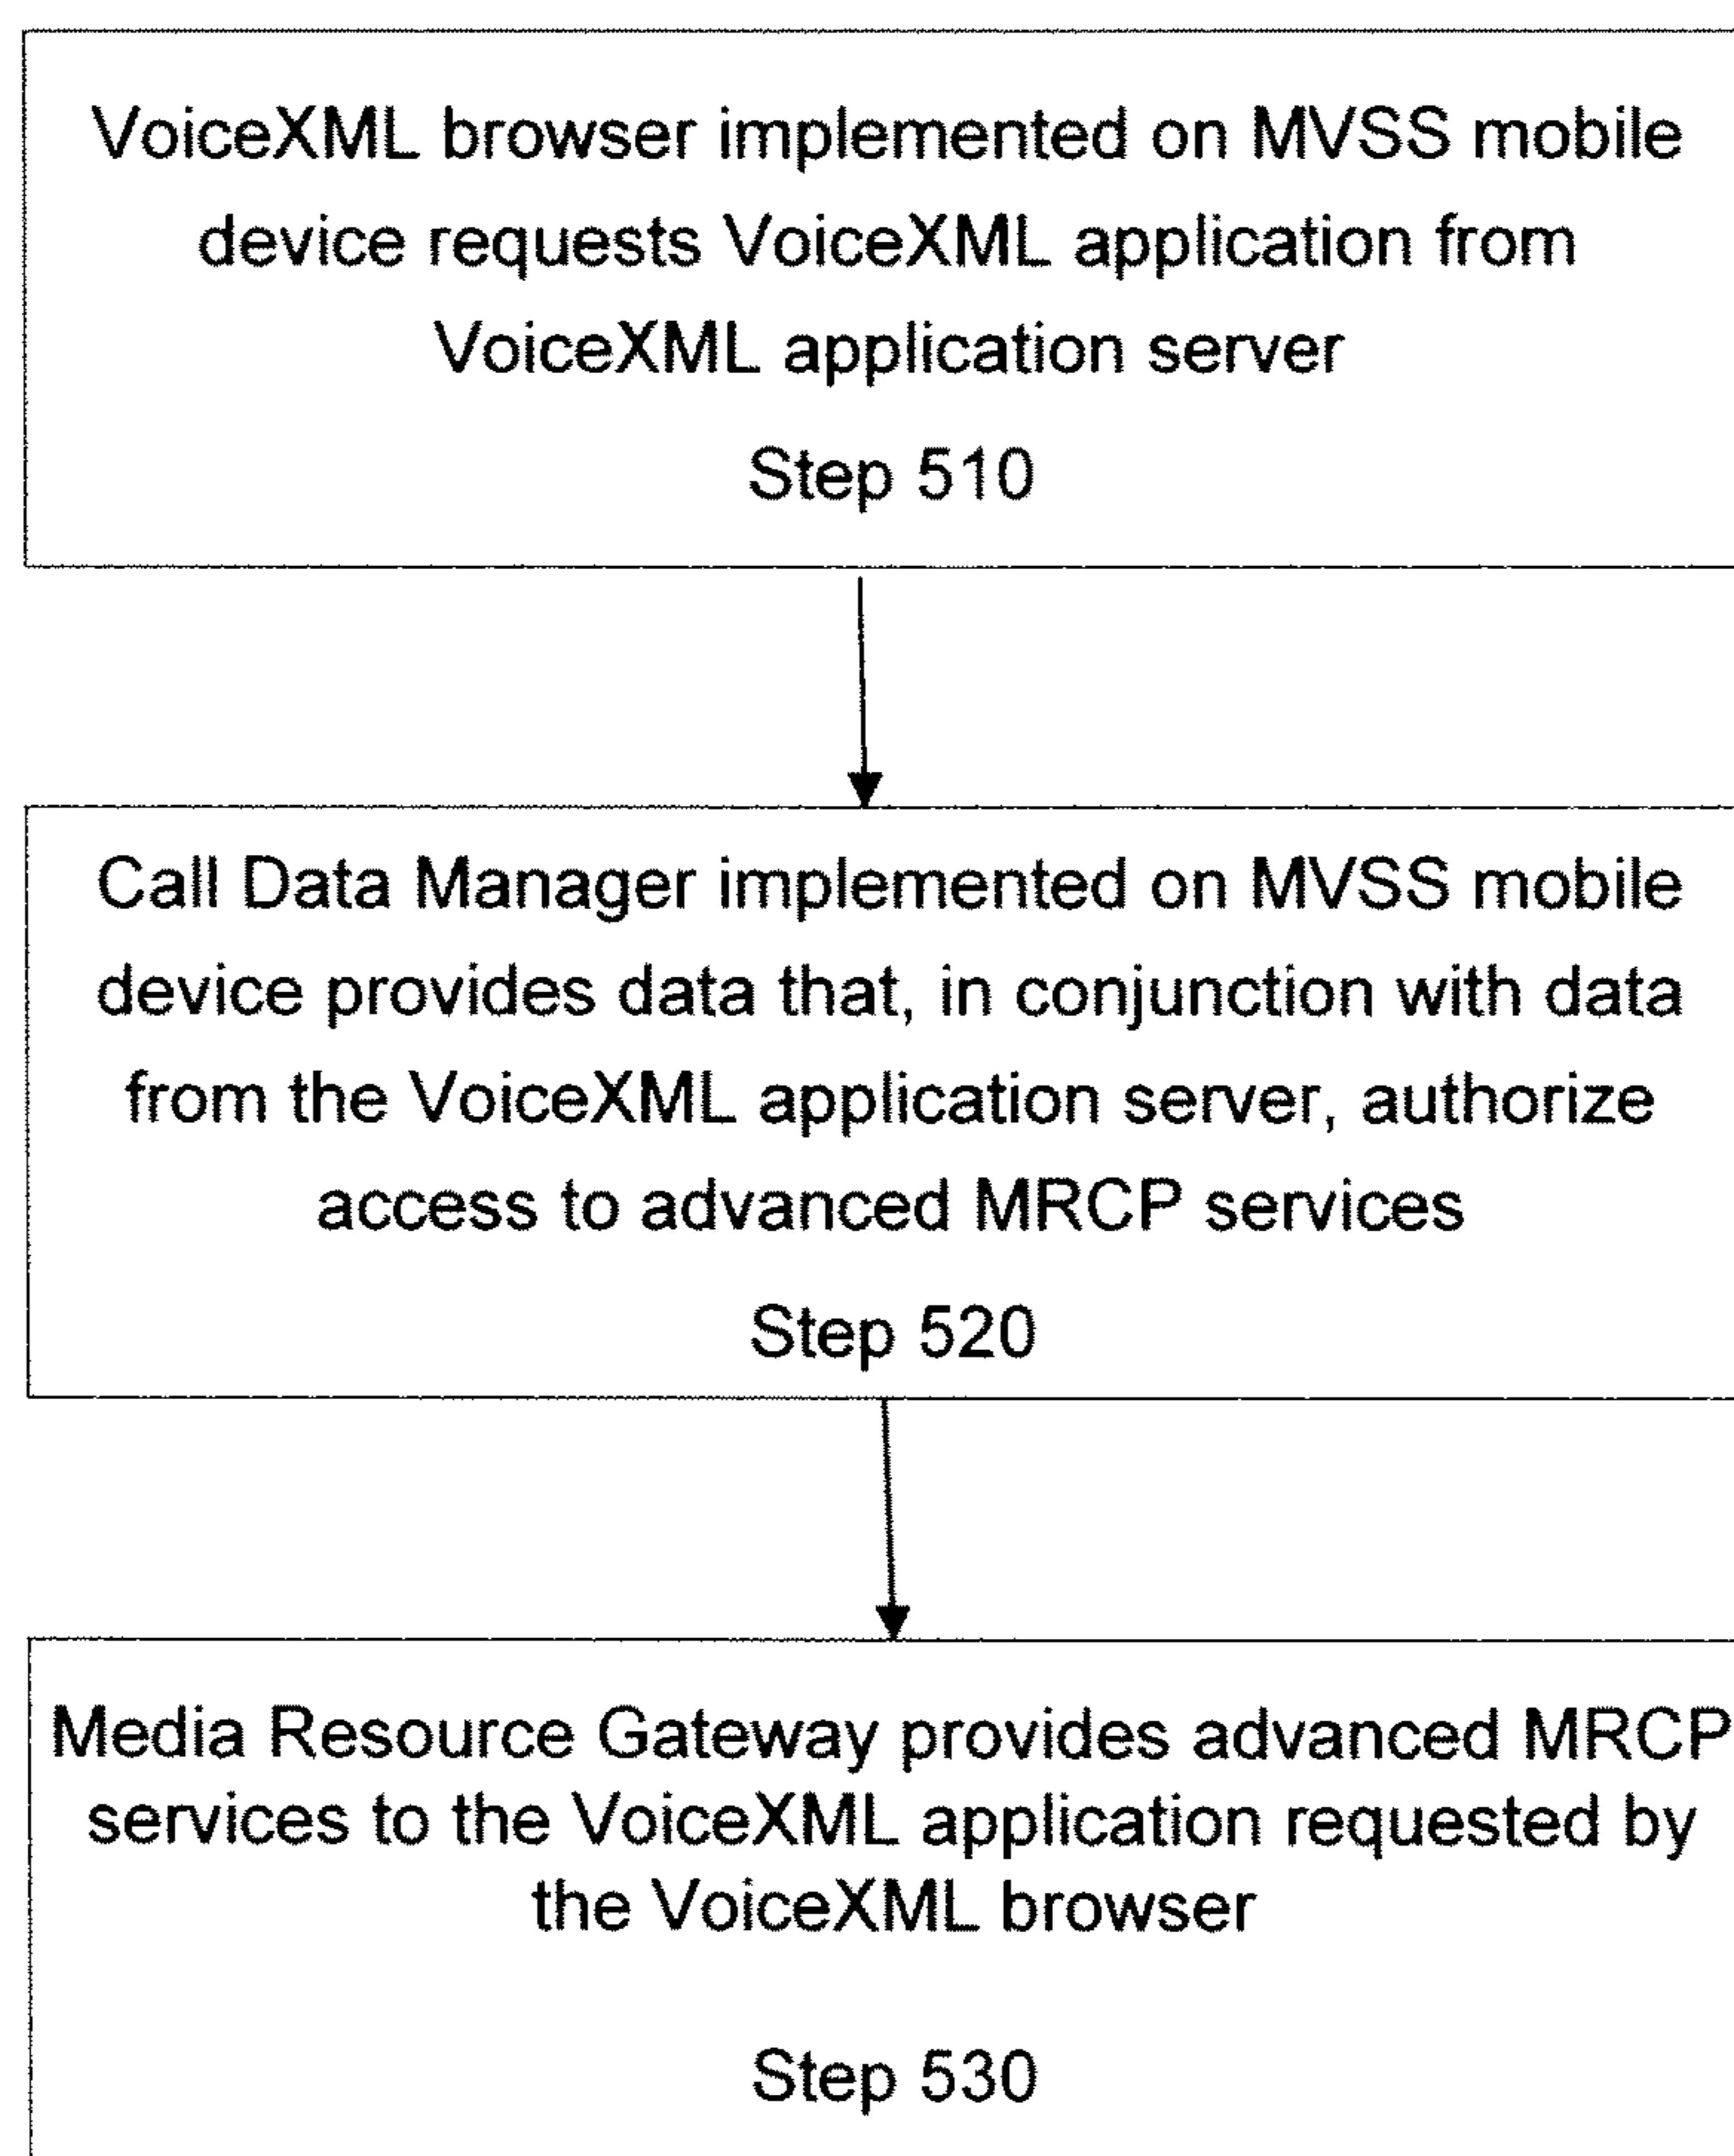 VoiceXML browser implemented on MVSS mobile
device requests VoiceXML application from
VoiceXML application server
Step 510
Call Data Manager implemented on MVSS mobile
device provides data that, in conjunction with data
from the VoiceXML application server, authorize
access to advanced MRCP services
Step 520
Media Resource Gateway provides advanced MRCP
services to the VoiceXML application requested by
the VoiceXML browser
Step 530